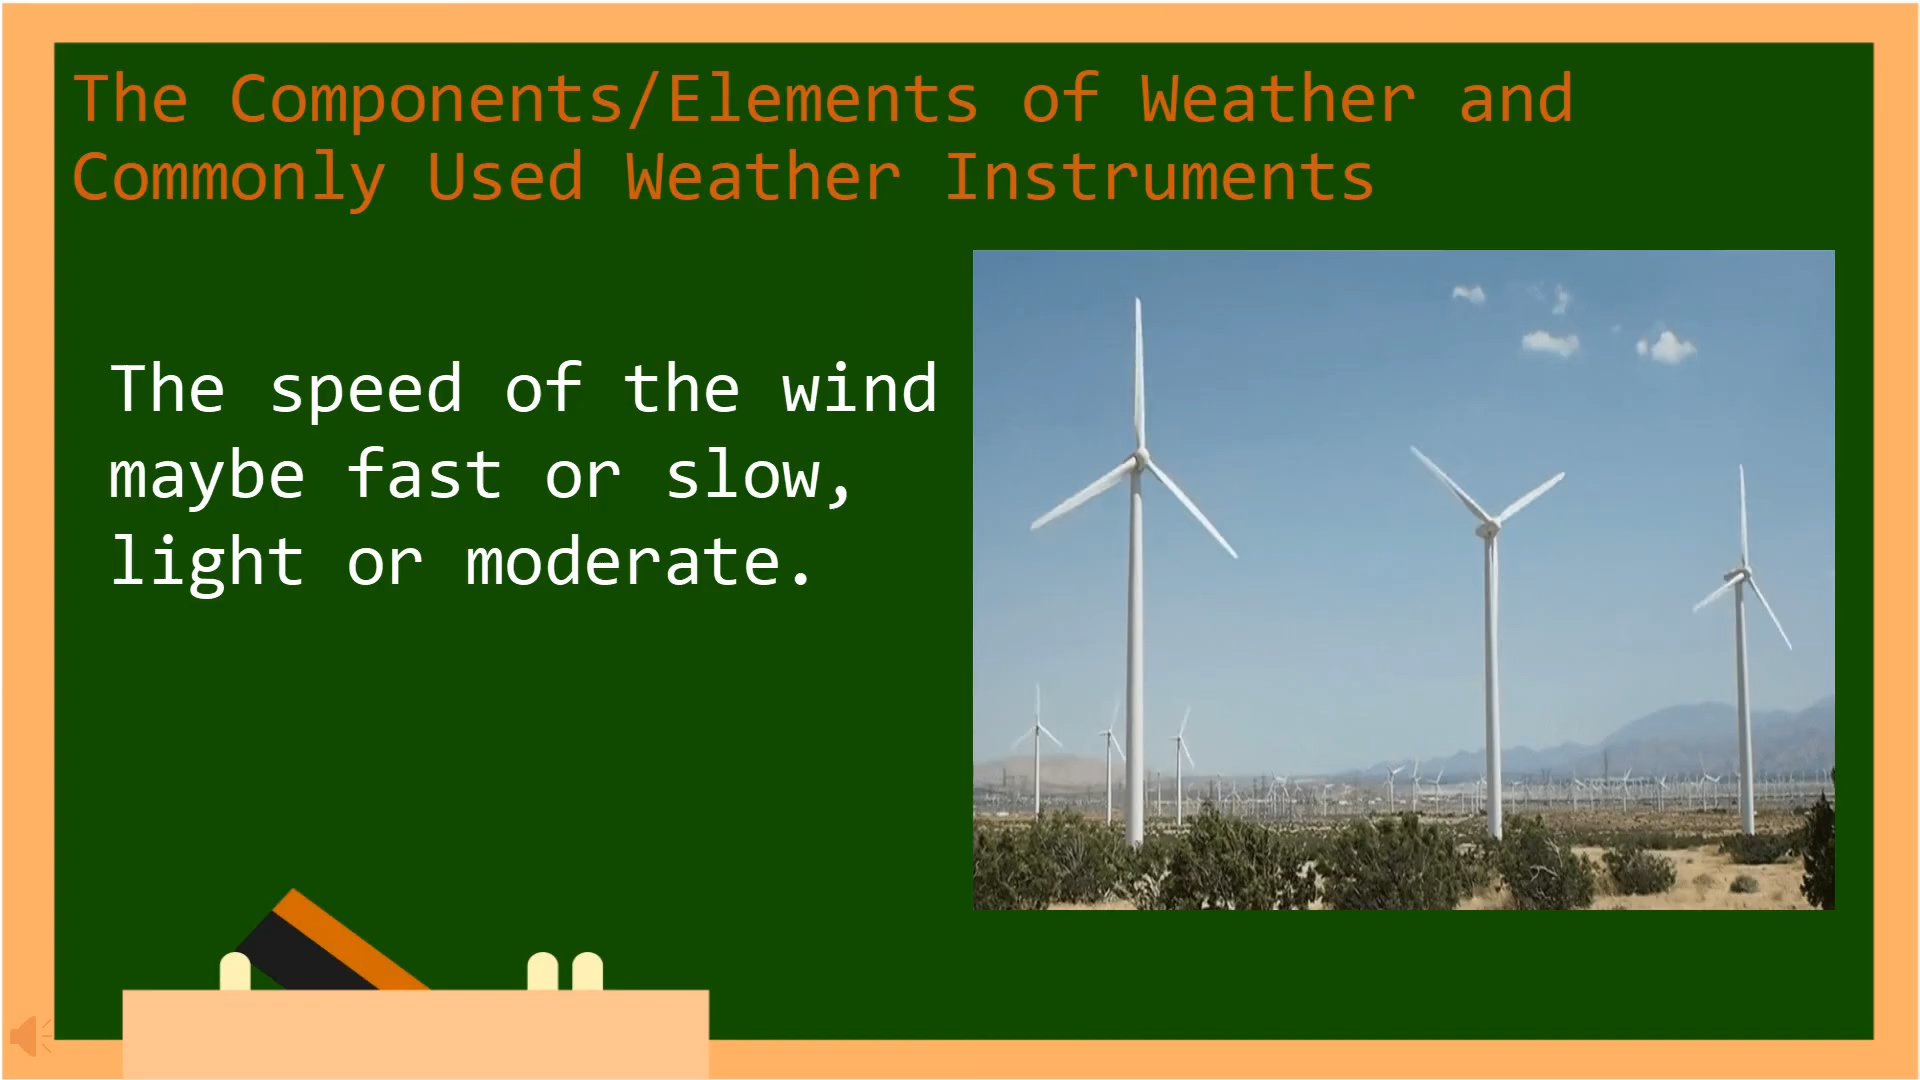 The Components/Elements of Weather and
Commonly Used Weather Instruments
The speed of the wind
maybe fast or slow,
light or moderate.